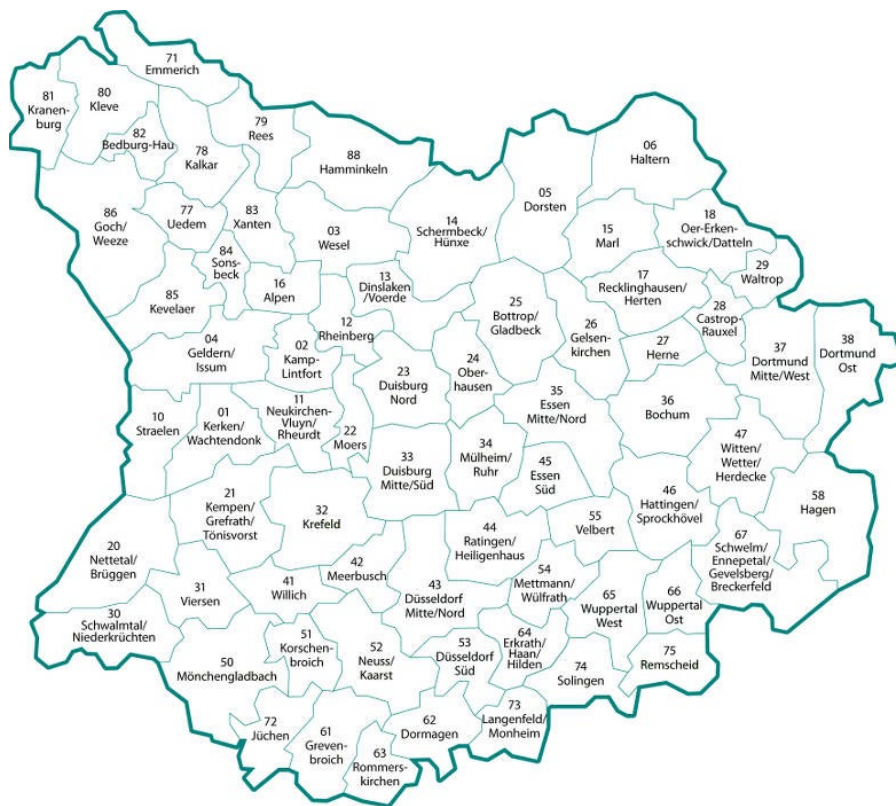 71
Emmerich
81
Kranen-
burg
80
Kleve
82
Bedburg-Hau
79
Rees
78
Kalkar
88
Hamminkeln
06
Haltern
05
Dorsten
86
Goch/
Weeze
77
Uedem
83
Xanten
03
Wesel
14
Schermbeck/
Hünxe
15
Marl
18
Oer-Erken-
schwick/Datteln
84
Sons-
beck
29
Waltrop
85
Kevelaer
16
Alpen
13
Dinslaken
/Voerde
17
Recklinghausen/
Herten
25
Bottrop/
Gladbeck
28
Castrop-
Rauxel
12
Rheinberg
26
Gelsen-
kirchen
27
Herne
37
Dortmund
Mitte/West
38
Dortmund
Ost
04
Geldern/
Issum
02
Kamp-
Lintfort
23
Duisburg
Nord
24
Ober-
hausen
35
Essen
Mitte/Nord
36
Bochum
10
Straelen
01
Kerken/
Wachtendonk
11
Neukirchen-
Vluyn/
Rheurdt
22
Moers
33
Duisburg
Mitte/Süd
34
Mülheim/
Ruhr
45
Essen
Süd
47
Witten/
Wetter/
Herdecke
21
Kempen/
Grefrath/
Tönisvorst
32
Krefeld
46
Hattingen/
Sprockhövel
58
Hagen
20
Nettetal/
Brüggen
44
Ratingen/
Heiligenhaus
55
Velbert
67
Schwelm/
Ennepetal/
Gevelsberg/
Breckerfeld
31
Viersen
41
Willich
42
Meerbusch
43
Düsseldorf
Mitte/Nord
54
Mettmann/
Wülfrath
65
Wuppertal
West
66
Wuppertal
Ost
30
Schwalmtal/
Niederkrüchten
51
Korschen-
broich
52
Neuss/
Kaarst
53
Düsseldorf
Süd
64
Erkrath/
Haan/
Hilden
50
Mönchengladbach
74
Solingen
75
Remscheid
72
Jüchen
61
Greven-
broich
62
Dormagen
73
Langenfeld/
Monheim
63
Rommers-
kirchen